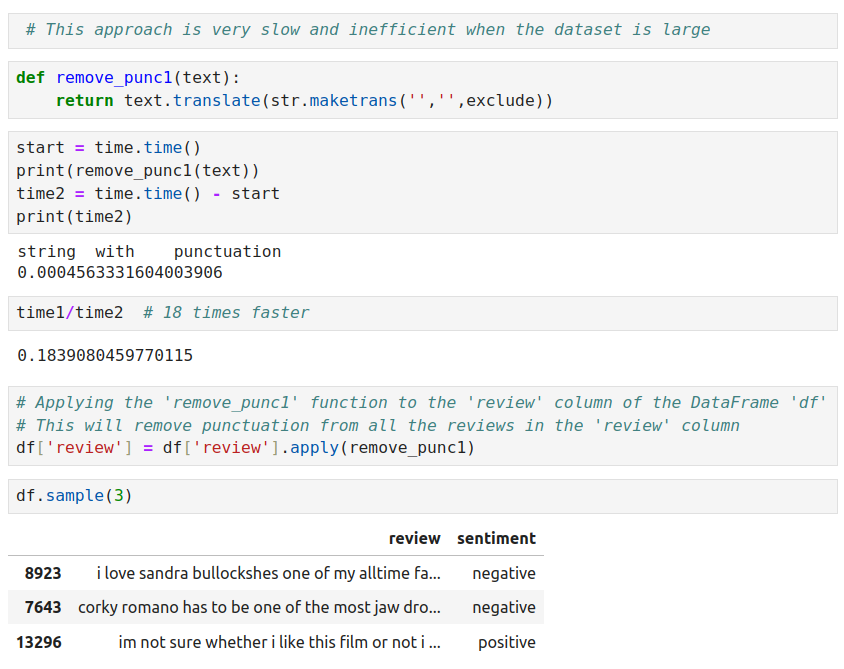 # This approach is very slow and inefficient when the dataset is large
def remove_punc1(text):
    return text.translate(str.maketrans('','',exclude))
start = time.time()
print(remove_punc1(text))
time2 = time.time() - start
print(time2)
string  with    punctuation
0.0004563331604003906
time1/time2  # 18 times faster
0.1839080459770115
# Applying the 'remove_punc1' function to the 'review' column of the DataFrame 'df'
# This will remove punctuation from all the reviews in the 'review' column
df['review'] = df['review'].apply(remove_punc1)
df.sample(3)
review sentiment
8923 i love sandra bullockshes one of my alltime fa... negative
7643 corky romano has to be one of the most jaw dro... negative
13296 im not sure whether i like this film or not i ... positive